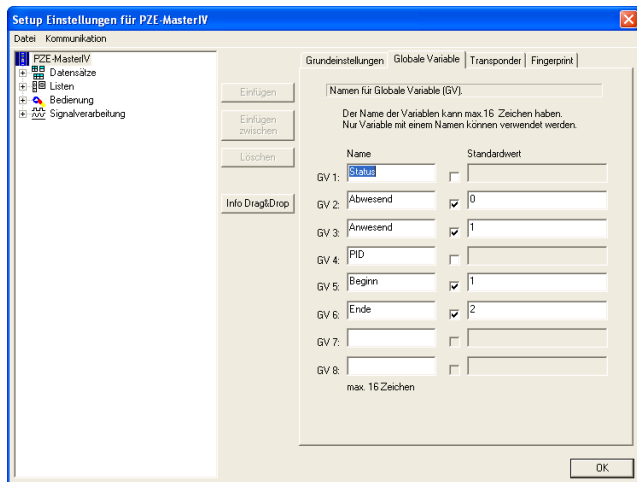 Setup Einstellungen für PZE-MasterIV
Datei Kommunikation
PZE-MasterIV
Datensätze
Listen
Bedienung
Signalverarbeitung
Einfügen
Einfügen
zwischen
Löschen
Info Drag&Drop
Grundeinstellungen Globale Variable Transponder Fingerprint
Namen für Globale Variable (GV).
Der Name der Variablen kann max.16 Zeichen haben.
Nur Variable mit einem Namen können verwendet werden.
Name Standardwert
GV 1: Status
GV 2: Abwesend 0
GV 3: Anwesend 1
GV 4: PID
GV 5: Beginn 1
GV 6: Ende 2
GV 7:
GV 8:
max. 16 Zeichen
OK